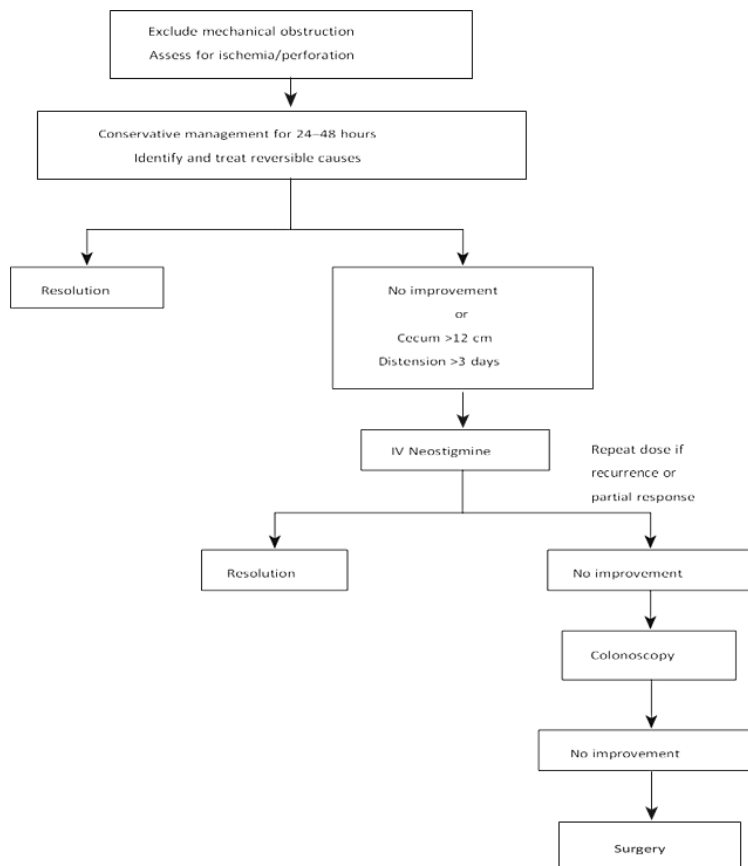 Exclude mechanical obstruction
Assess for ischemia/perforation
Conservative management for 24–48 hours
Identify and treat reversible causes
Resolution
No improvement
or
Cecum >12 cm
Distension >3 days
IV Neostigmine
Repeat dose if
recurrence or
partial response
Resolution
No improvement
Colonoscopy
No improvement
Surgery